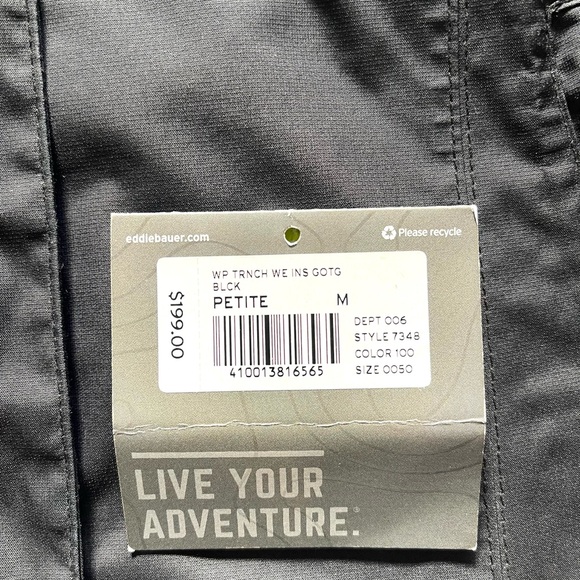 eddiebauer.com
Please recycle
WP TRNCH WE INS GOTG
BLCK
PETITE M
$199.00
DEPT 006
STYLE 7348
COLOR 100
SIZE 0050
410013816565
LIVE YOUR
ADVENTURE.®